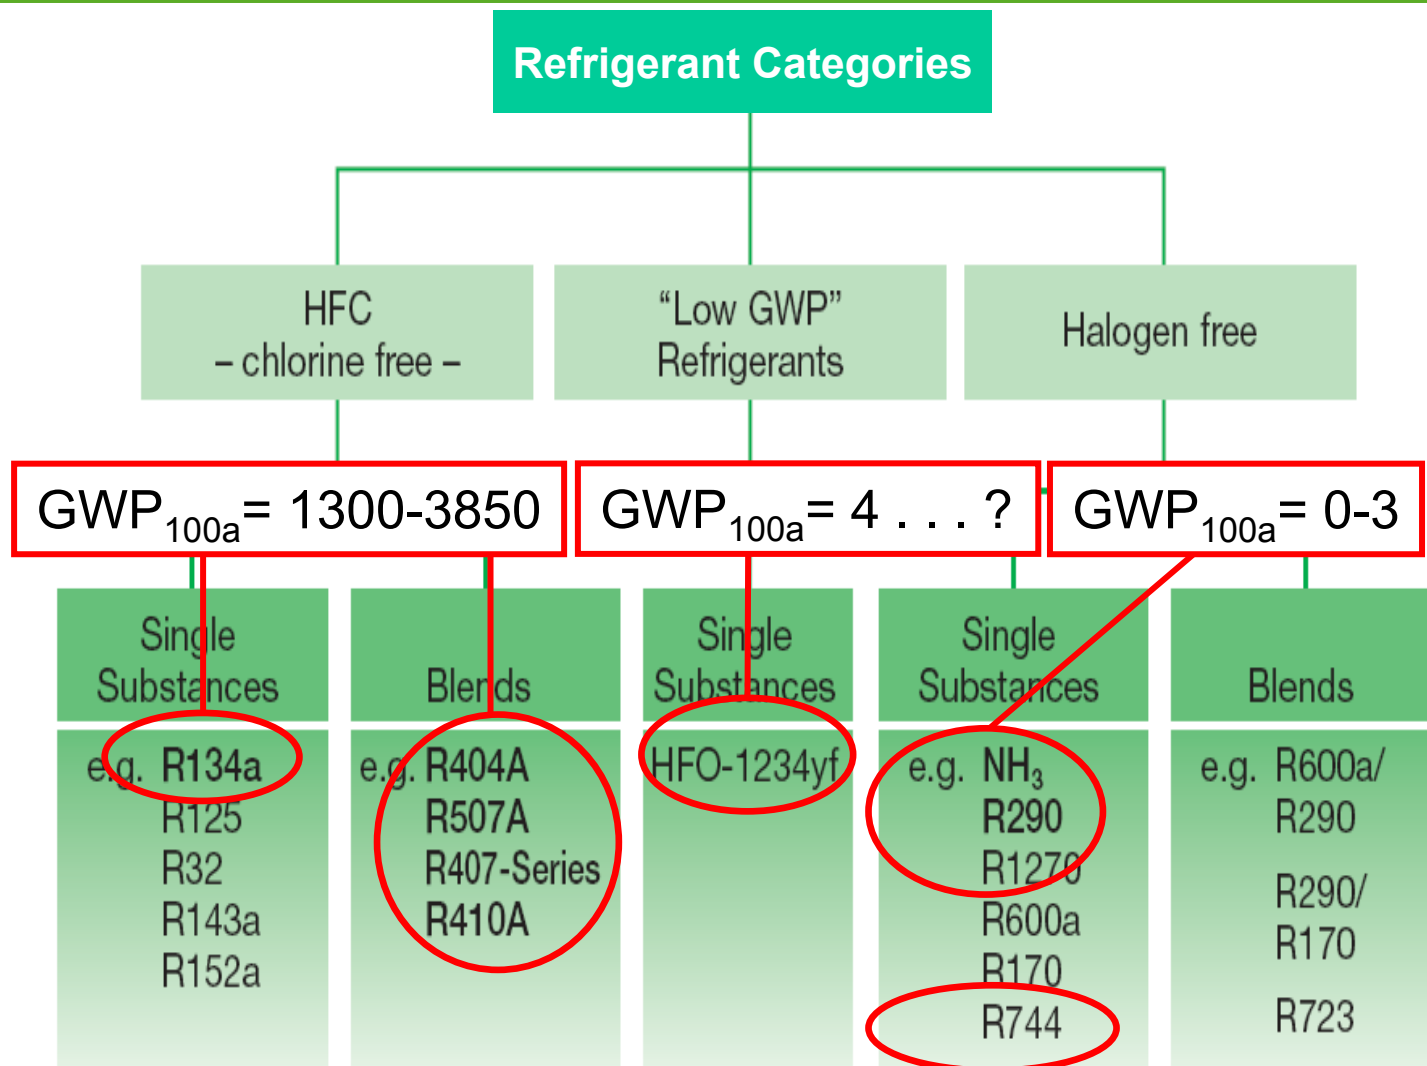 Refrigerant Categories
HFC
– chlorine free –
“Low GWP”
Refrigerants
Halogen free
GWP100a= 1300-3850
GWP100a= 4 . . . ?
GWP100a= 0-3
Single
Substances
Blends
Single
Substances
Single
Substances
Blends
e.g. R134a
R125
R32
R143a
R152a
e.g. R404A
R507A
R407-Series
R410A
HFO-1234yf
e.g. NH3
R290
R1270
R600a
R170
R744
e.g. R600a/
R290
R290/
R170
R723